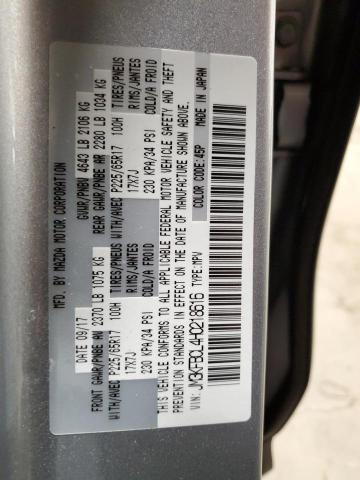 MFD. BY MAZDA MOTOR CORPORATION
DATE 09/17 GVWR/PNBV 4643 LB 2106 KG
FRONT GAWR/PNBE AV 2370 LB 1075 KG REAR GAWR/PNBE AR 2280 LB 1034 KG
WITH/AVEC P225/65R17 100H TIRES/PNEUS WITH/AVEC P225/65R17 100H TIRES/PNEUS
17X7J RIMS/JANTES 17X7J RIMS/JANTES
230 KPA/34 PSI COLD/A FROID 230 KPA/34 PSI COLD/A FROID
THIS VEHICLE CONFORMS TO ALL APPLICABLE FEDERAL MOTOR VEHICLE SAFETY AND THEFT
PREVENTION STANDARDS IN EFFECT ON THE DATE OF MANUFACTURE SHOWN ABOVE.
VIN: JM3KFBCL4H0218616 COLOR CODE: 45P
TYPE: MPV MADE IN JAPAN